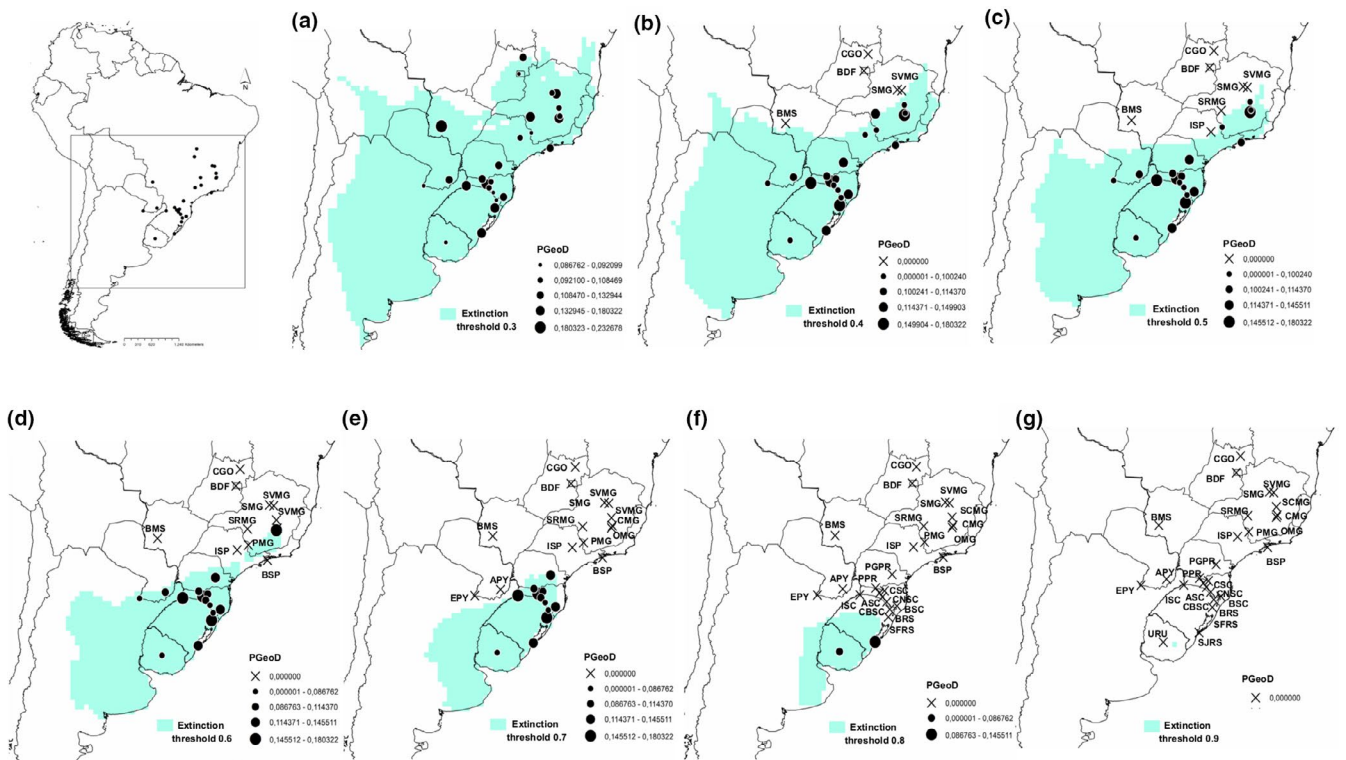 N
0 310 620 1,240 Kilometers
(a)
PGeoD
0,086762 - 0,092099
0,092100 - 0,108469
0,108470 - 0,132944
0,132945 - 0,180322
0,180323 - 0,232678
Extinction
threshold 0.3
(b)
CGO
BDF
SVMG
SMG
BMS
PGeoD
0,000000
0,000001 - 0,100240
0,100241 - 0,114370
0,114371 - 0,149903
0,149904 - 0,180322
Extinction
threshold 0.4
(c)
CGO
BDF
SVMG
SMG
SRMG
BMS
ISP
PGeoD
0,000000
0,000001 - 0,100240
0,100241 - 0,114370
0,114371 - 0,145511
0,145512 - 0,180322
Extinction
threshold 0.5
(d)
CGO
BDF
SVMG
SMG
SVMG
SRMG
BMS
PMG
ISP
BSP
PGeoD
0,000000
0,000001 - 0,086762
0,086763 - 0,114370
0,114371 - 0,145511
0,145512 - 0,180322
Extinction
threshold 0.6
(e)
CGO
BDF
SVMG
SMG
SVMG
SRMG
CMG
BMS
OMG
PMG
ISP
BSP
APY
EPY
PGeoD
0,000000
0,000001 - 0,086762
0,086763 - 0,114370
0,114371 - 0,145511
0,145512 - 0,180322
Extinction
threshold 0.7
(f)
CGO
BDF
SVMG
SMG
SCMG
SRMG
CMG
BMS
PMG
OMG
ISP
BSP
PGPR
APY
PPR
EPY
CSC
ISC
ASC
CNSC
CBSC
BSC
BRS
SFRS
PGeoD
0,000000
0,000001 - 0,086762
0,086763 - 0,145511
Extinction
threshold 0.8
(g)
CGO
BDF
SMG
SCMG
SRMG
CMG
BMS
PMG
OMG
ISP
BSP
PGPR
APY
PPR
EPY
CSC
ISC
ASC
CNSC
CBSC
BSC
BRS
SFRS
URU
SJRS
PGeoD
0,000000
Extinction
threshold 0.9